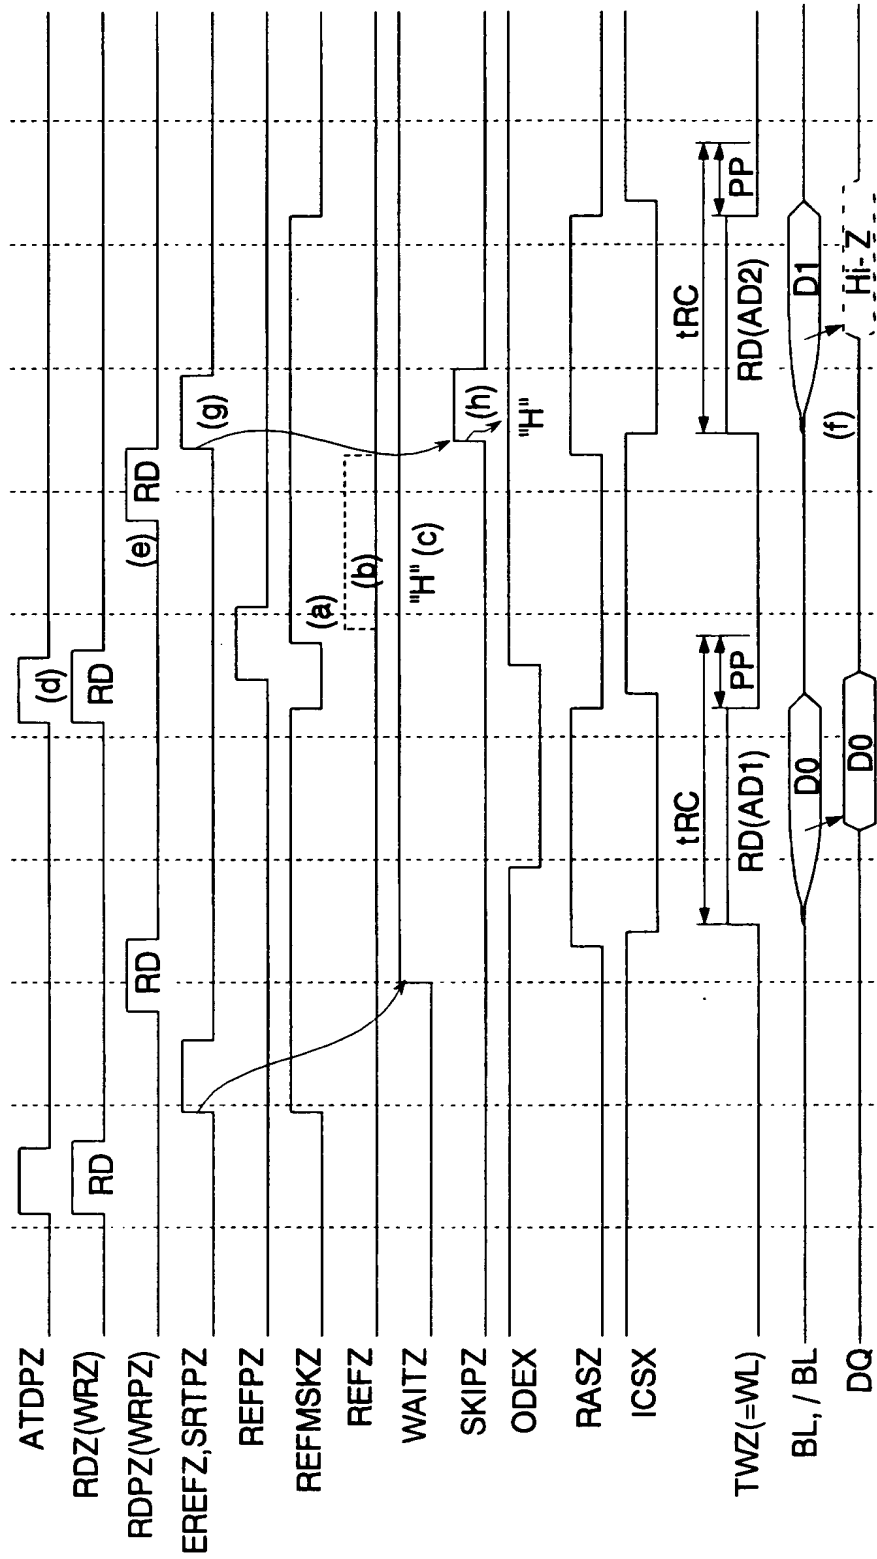 ATDPZ (d)
RDZ(WRZ) RD RD
RDPZ(WRPZ) RD (e) RD
EREFZ,SRTPZ (g)
REFPZ
REFMSKZ (a)
REFZ (b)
WAITZ "H" (c)
SKIPZ (h)
ODEX "H"
RASZ
ICSX
tRC tRC
PP PP
TWZ(=WL) RD(AD1) RD(AD2)
BL, / BL D0 D1
(f)
DQ D0 Hi-Z